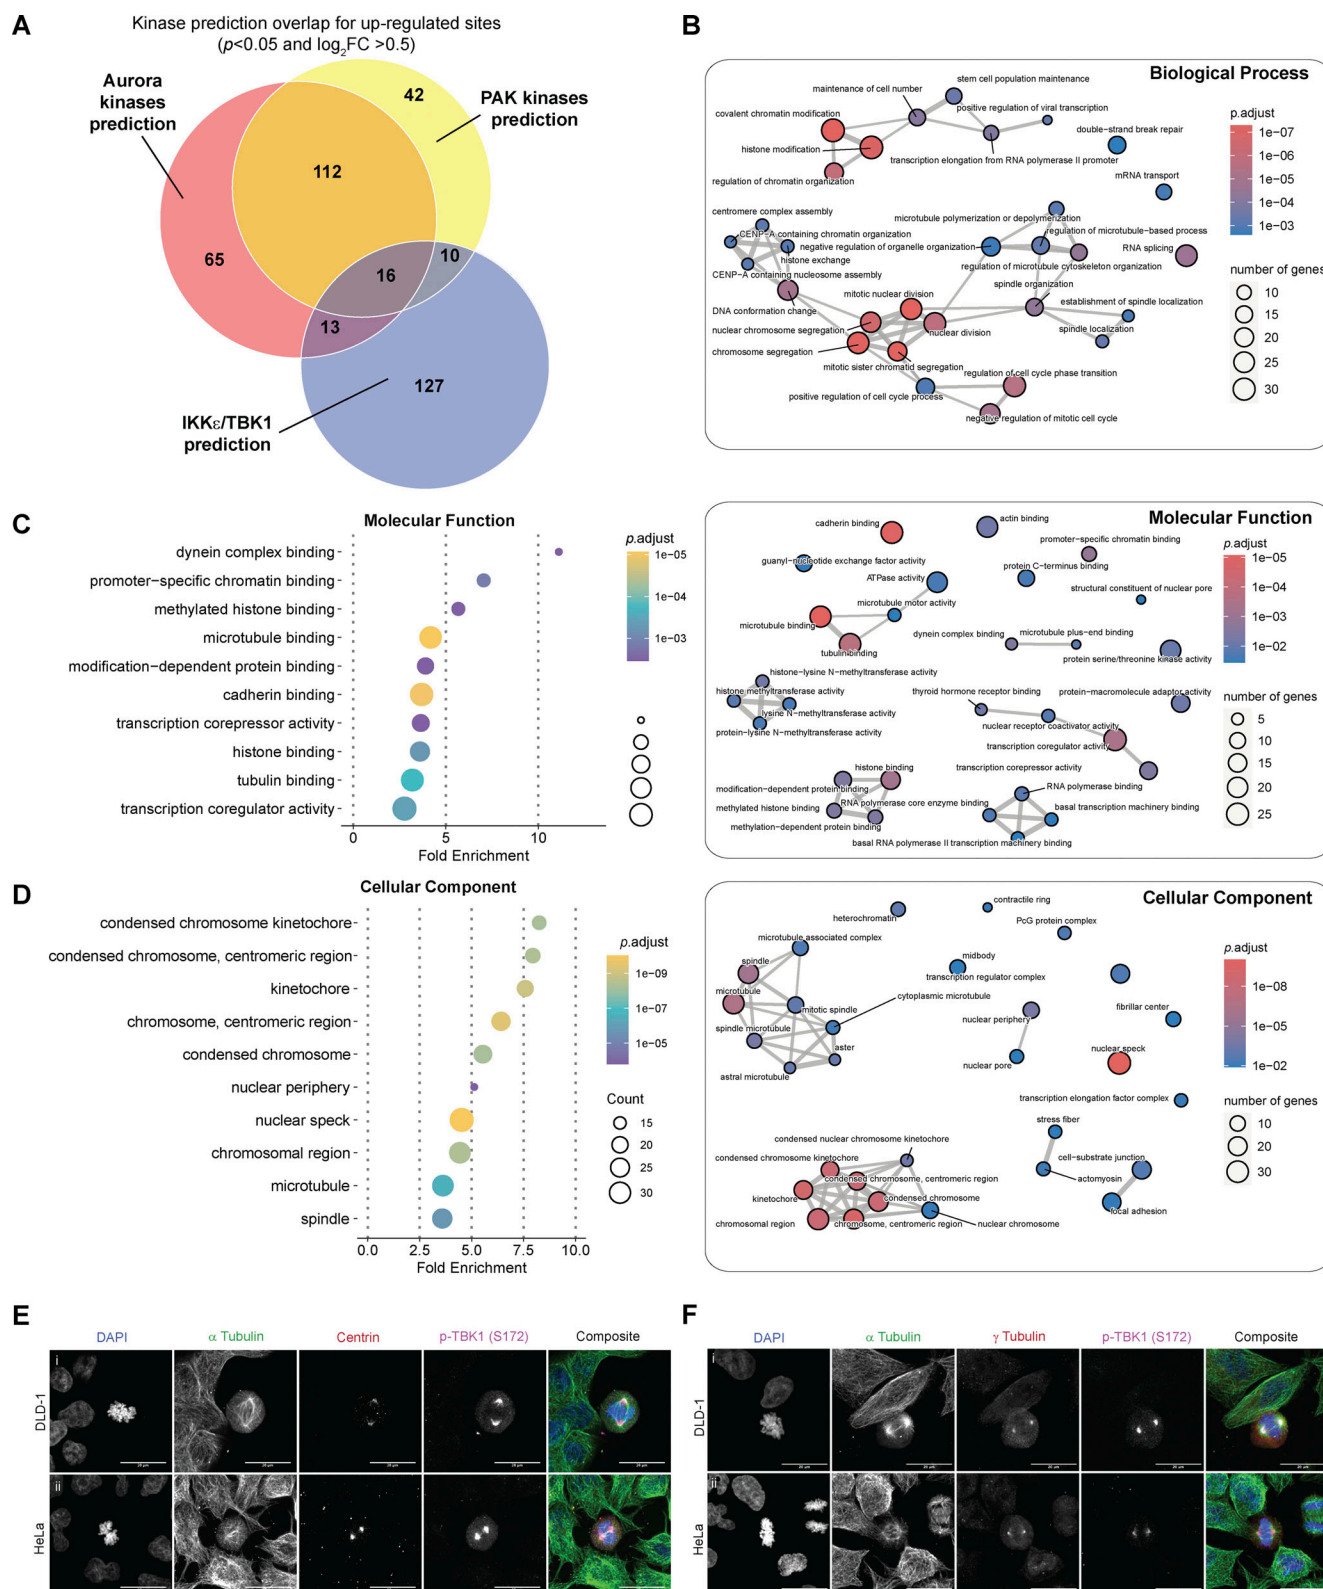 A
Kinase prediction overlap for up-regulated sites
(p<0.05 and log2FC >0.5)
Aurora
kinases
prediction
PAK kinases
prediction
42
112
65
10
16
13
127
IKKε/TBK1
prediction
B
Biological Process
stem cell population maintenance
maintenance of cell number
positive regulation of viral transcription
covalent chromatin modification
double-strand break repair
histone modification
transcription elongation from RNA polymerase II promoter
mRNA transport
regulation of chromatin organization
centromere complex assembly
microtubule polymerization or depolymerization
CENP-A containing chromatin organization
regulation of microtubule-based process
negative regulation of organelle organization
RNA splicing
histone exchange
regulation of microtubule cytoskeleton organization
CENP-A containing nucleosome assembly
spindle organization
mitotic nuclear division
establishment of spindle localization
DNA conformation change
nuclear chromosome segregation
nuclear division
spindle localization
chromosome segregation
mitotic sister chromatid segregation
regulation of cell cycle phase transition
positive regulation of cell cycle process
negative regulation of mitotic cell cycle
p.adjust
1e-07
1e-06
1e-05
1e-04
1e-03
number of genes
10
15
20
25
30
C
Molecular Function
dynein complex binding
promoter-specific chromatin binding
methylated histone binding
microtubule binding
modification-dependent protein binding
cadherin binding
transcription corepressor activity
histone binding
tubulin binding
transcription coregulator activity
0
5
10
Fold Enrichment
p.adjust
1e-05
1e-04
1e-03
Molecular Function
cadherin binding
actin binding
promoter-specific chromatin binding
guanyl-nucleotide exchange factor activity
protein C-terminus binding
ATPase activity
structural constituent of nuclear pore
microtubule motor activity
microtubule binding
dynein complex binding
microtubule plus-end binding
tubulin binding
protein serine/threonine kinase activity
histone-lysine N-methyltransferase activity
histone methyltransferase activity
thyroid hormone receptor binding
protein-macromolecule adaptor activity
lysine N-methyltransferase activity
nuclear receptor coactivator activity
protein-lysine N-methyltransferase activity
transcription coregulator activity
histone binding
transcription corepressor activity
modification-dependent protein binding
RNA polymerase binding
methylated histone binding
RNA polymerase core enzyme binding
basal transcription machinery binding
methylation-dependent protein binding
basal RNA polymerase II transcription machinery binding
p.adjust
1e-05
1e-04
1e-03
1e-02
number of genes
5
10
15
20
25
D
Cellular Component
condensed chromosome kinetochore
condensed chromosome, centromeric region
kinetochore
chromosome, centromeric region
condensed chromosome
nuclear periphery
nuclear speck
chromosomal region
microtubule
spindle
0.0
2.5
5.0
7.5
10.0
Fold Enrichment
p.adjust
1e-09
1e-07
1e-05
Count
15
20
25
30
Cellular Component
contractile ring
heterochromatin
PcG protein complex
microtubule associated complex
midbody
spindle
transcription regulator complex
microtubule
cytoplasmic microtubule
mitotic spindle
fibrillar center
nuclear periphery
spindle microtubule
aster
nuclear speck
astral microtubule
nuclear pore
transcription elongation factor complex
stress fiber
condensed nuclear chromosome kinetochore
condensed chromosome kinetochore
cell-substrate junction
condensed chromosome, centromeric region
actomyosin
kinetochore
condensed chromosome
focal adhesion
chromosomal region
chromosome, centromeric region
nuclear chromosome
p.adjust
1e-08
1e-05
1e-02
number of genes
10
20
30
E
DAPI
α Tubulin
Centrin
p-TBK1 (S172)
Composite
i
DLD-1
20 μm
20 μm
20 μm
20 μm
20 μm
ii
HeLa
F
DAPI
α Tubulin
γ Tubulin
p-TBK1 (S172)
Composite
i
DLD-1
20 μm
20 μm
20 μm
20 μm
20 μm
ii
HeLa